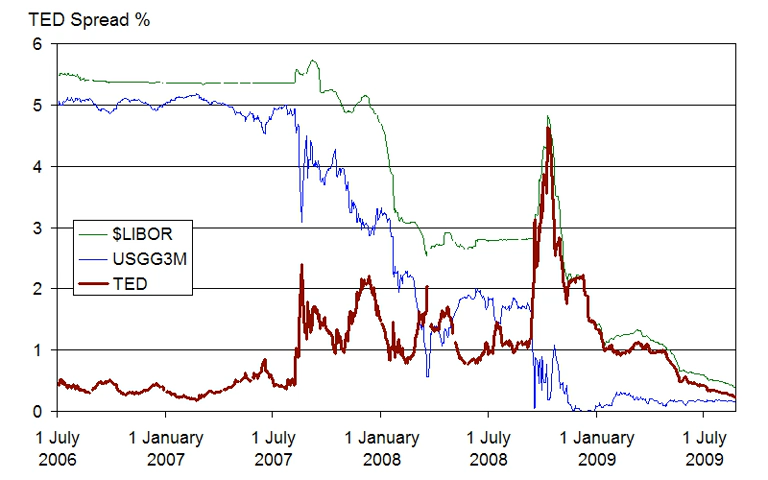 TED Spread %
6
5
4
3
2
1
0
$LIBOR
USGG3M
TED
1 July 1 January 1 July 1 January 1 July 1 January 1 July
2006 2007 2007 2008 2008 2009 2009